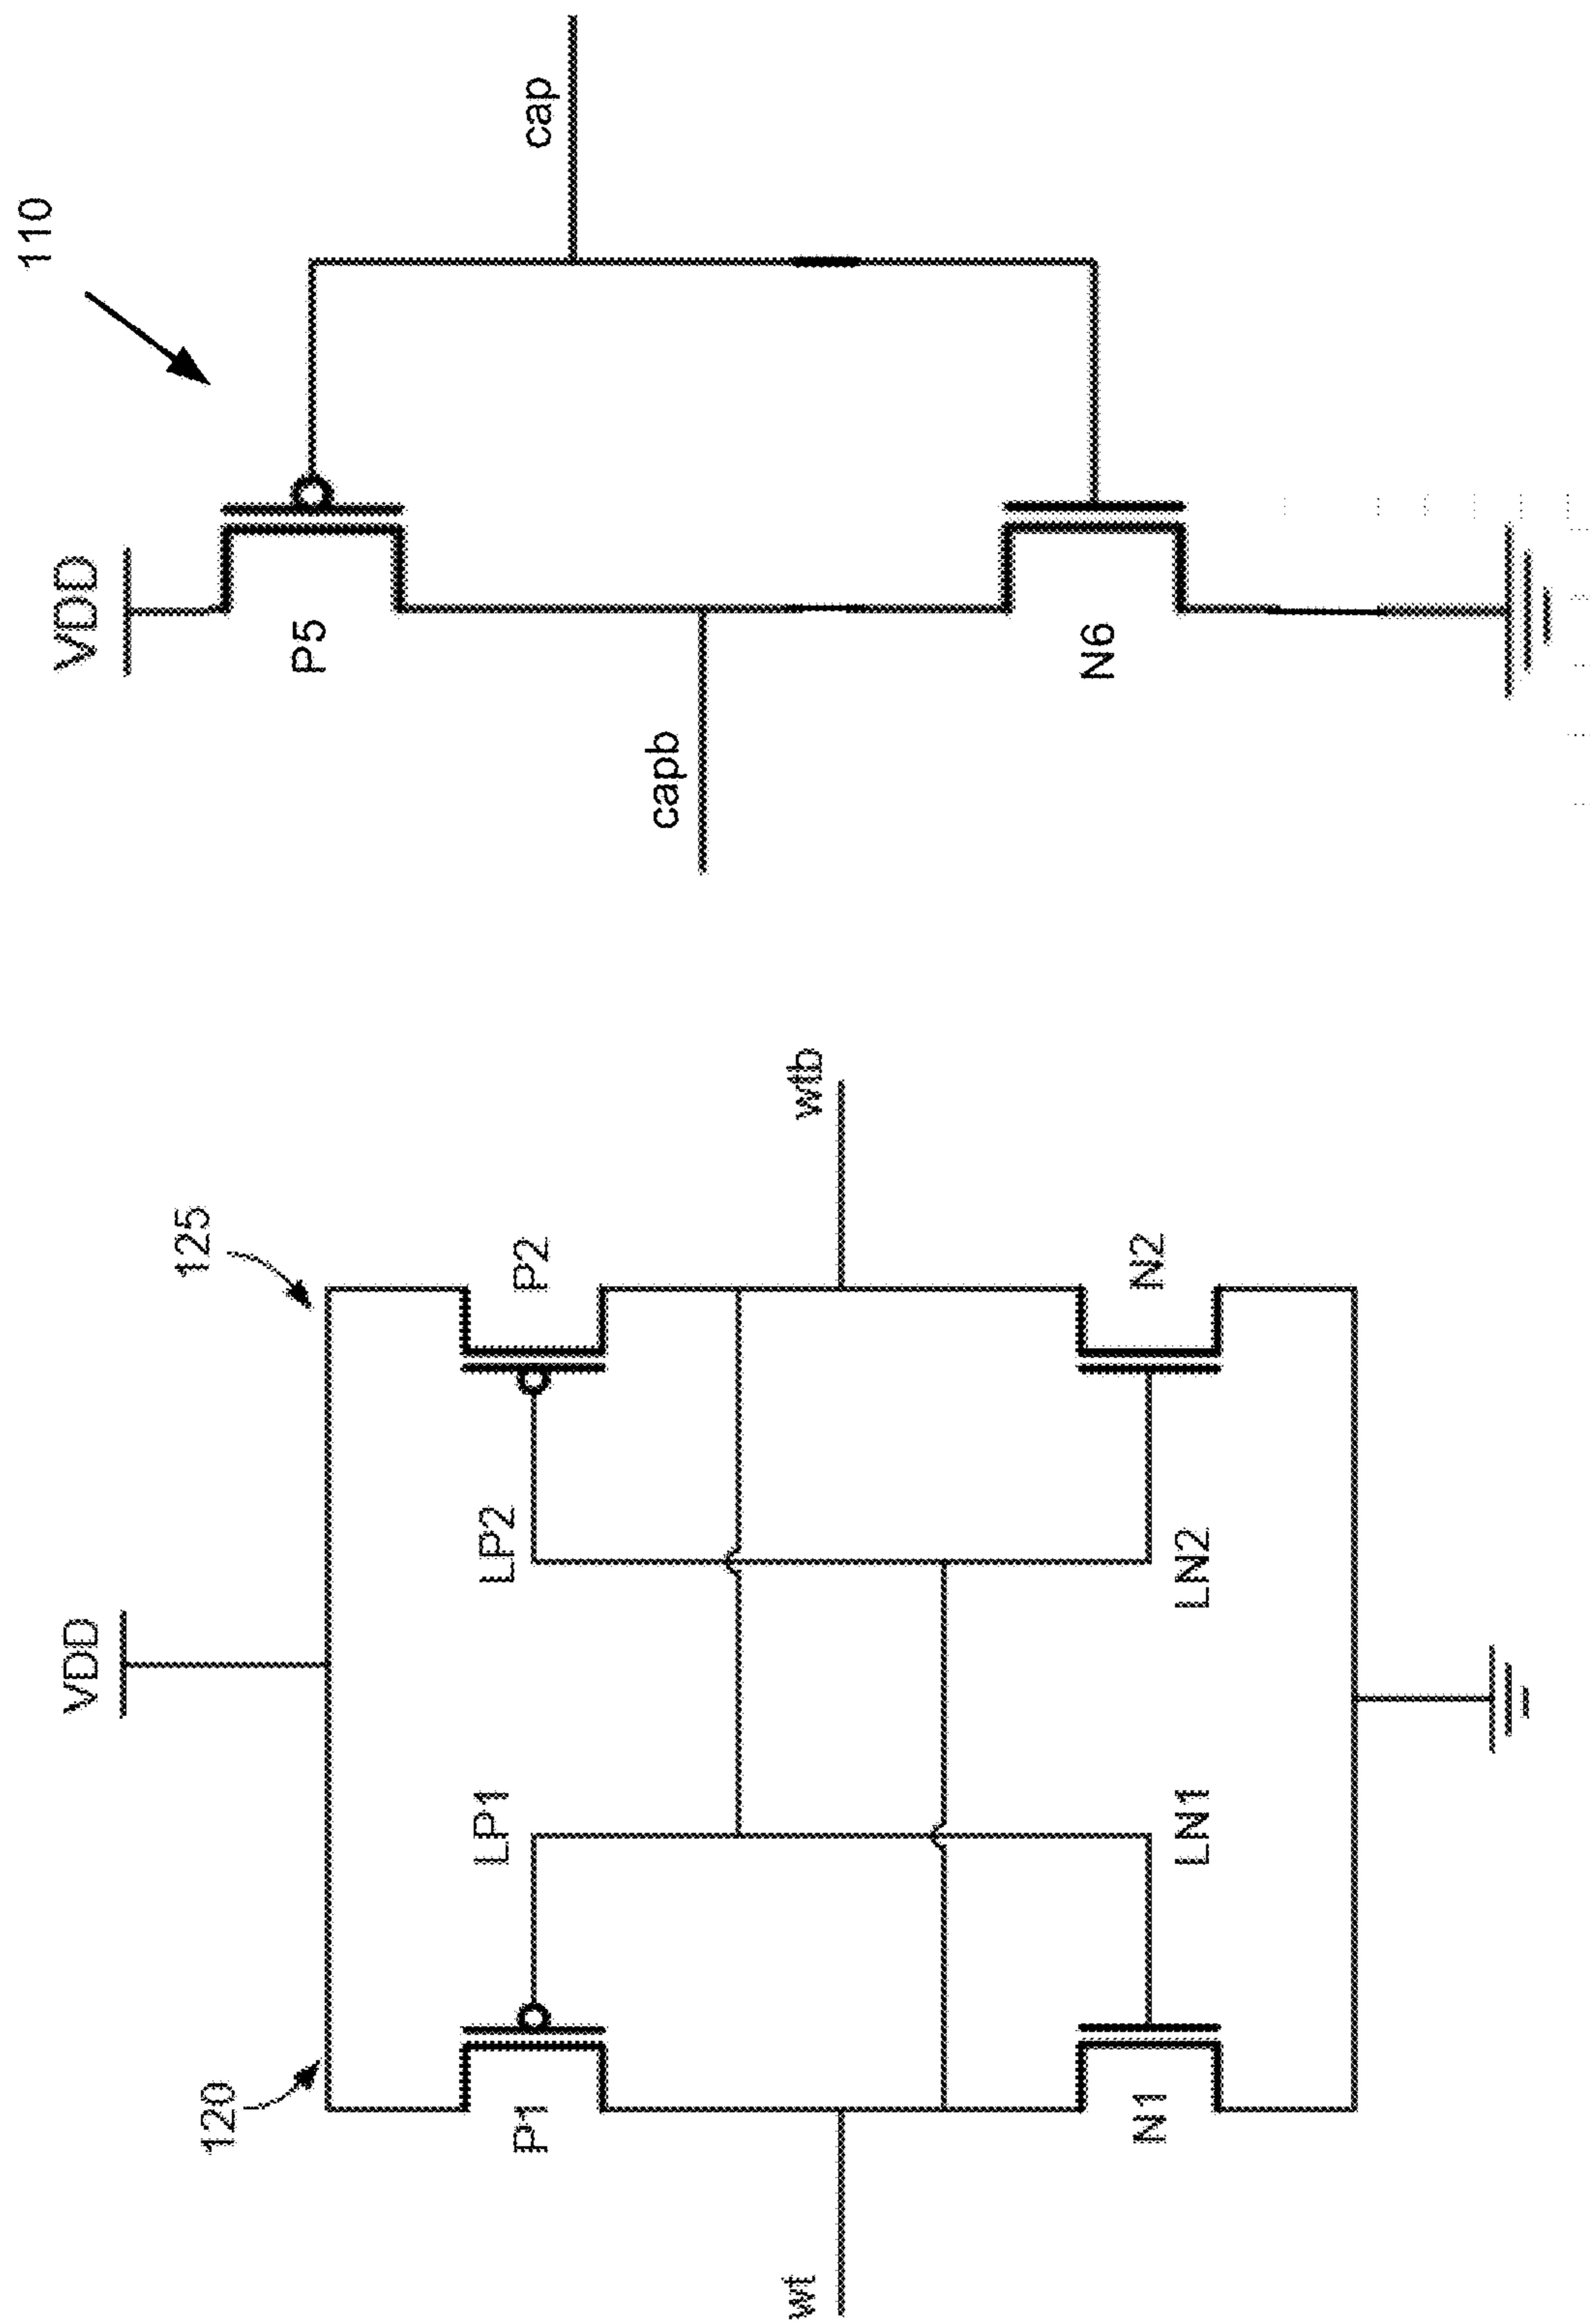 110
VDD
P5
cap
capb
N6
VDD
120
125
P1
LP1
LP2
P2
wt
wtb
N1
LN1
LN2
N2